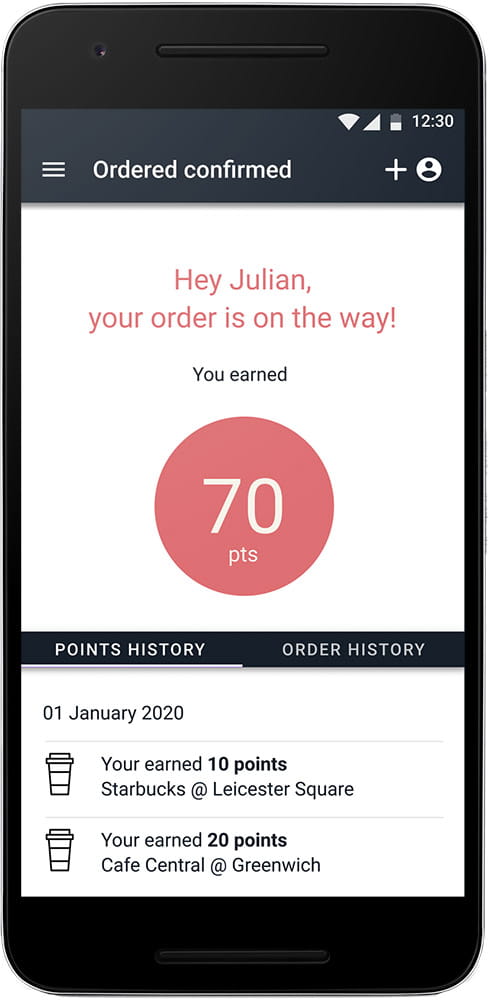 12:30
Ordered confirmed
Hey Julian,
your order is on the way!
You earned
70
pts
POINTS HISTORY
ORDER HISTORY
01 January 2020
Your earned 10 points
Starbucks @ Leicester Square
Your earned 20 points
Cafe Central @ Greenwich